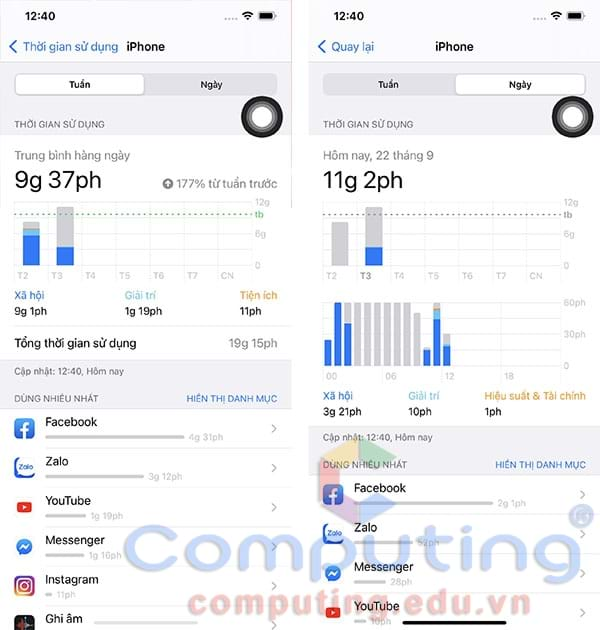 12:40
Thời gian sử dụng iPhone
Tuần Ngày
THỜI GIAN SỬ DỤNG
Trung bình hàng ngày
9g 37ph
177% từ tuần trước
12g
tb
6g
0
T2 T3 T4 T5 T6 T7 CN
Xã hội Giải trí Tiện ích
9g 1ph 1g 19ph 11ph
Tổng thời gian sử dụng 19g 15ph
Cập nhật: 12:40, Hôm nay
DÙNG NHIỀU NHẤT HIỂN THỊ DANH MỤC
Facebook
4g 31ph
Zalo
Zalo
3g 12ph
YouTube
1g 19ph
Messenger
1g 16ph
Instagram
11ph
Ghi âm
12:40
Quay lại iPhone
Tuần Ngày
THỜI GIAN SỬ DỤNG
Hôm nay, 22 tháng 9
11g 2ph
12g
tb
6g
0
T2 T3 T4 T5 T6 T7 CN
60ph
30ph
0
00 06 12 18
Xã hội Giải trí Hiệu suất & Tài chính
3g 21ph 10ph 1ph
Cập nhật: 12:40, Hôm nay
DÙNG NHIỀU NHẤT HIỂN THỊ DANH MỤC
Facebook
2g 1ph
Zalo
Zalo
52ph
Messenger
28ph
YouTube
10ph
Computing
computing.edu.vn